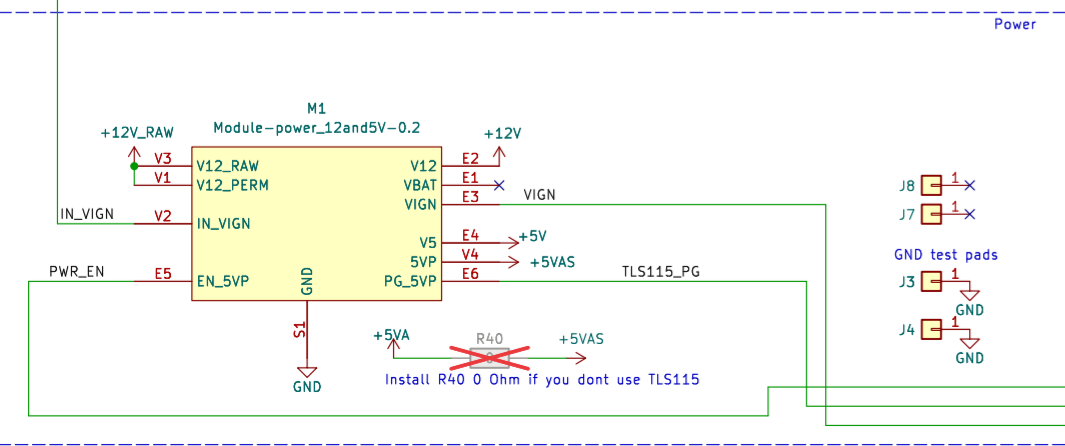 Power
M1
Module-power_12and5V-0.2
+12V_RAW
+12V
V3 V12_RAW V12 E2
V1 V12_PERM VBAT E1
VIGN E3 VIGN
IN_VIGN V2 IN_VIGN
V5 E4 +5V
5VP V4 +5VAS
PWR_EN E5 EN_5VP GND PG_5VP E6 TLS115_PG
S1
GND
+5VA R40 +5VAS
0
Install R40 0 Ohm if you dont use TLS115
J8 1
J7 1
GND test pads
J3 1
GND
J4 1
GND